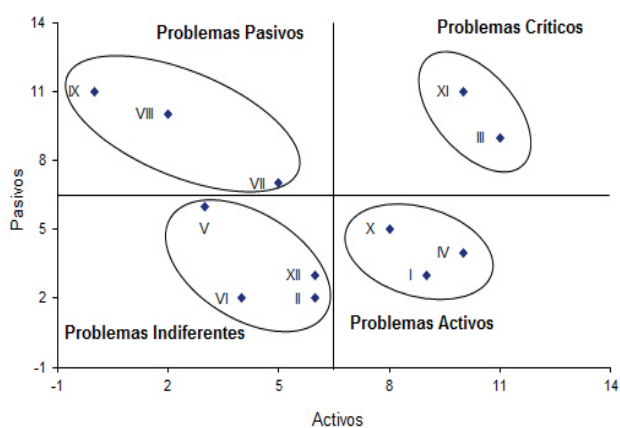 14
Problemas Pasivos
Problemas Críticos
11
IX
VIII
XI
III
8
VII
Pasivos
5
V
X
IV
XII
I
2
VI
II
Problemas Indiferentes
Problemas Activos
-1
-1
2
5
8
11
14
Activos